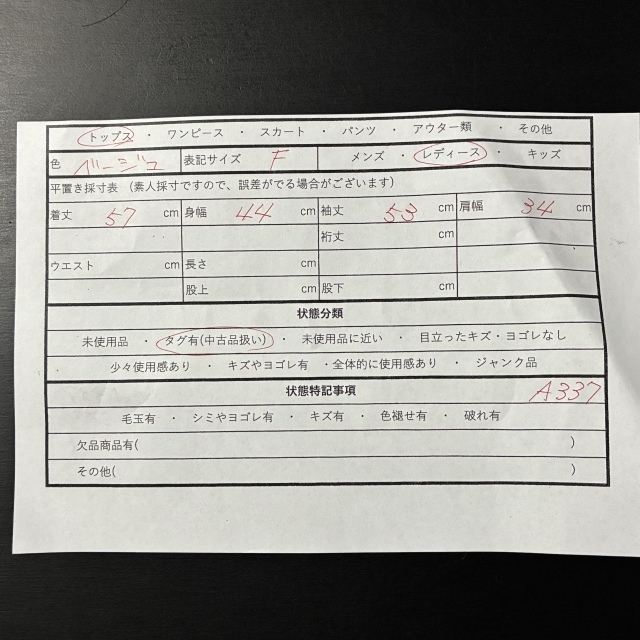 トップス ・ ワンピース ・ スカート ・ パンツ ・ アウター類 ・ その他
色 ベージュ 表記サイズ F メンズ ・ レディース ・ キッズ
平置き採寸表 （素人採寸ですので、誤差がでる場合がございます）
着丈 57 cm 身幅 44 cm 袖丈 53 cm 肩幅 34 cm
裄丈 cm
ウエスト cm 長さ cm
股上 cm 股下 cm
状態分類
未使用品 ・ タグ有(中古品扱い) ・ 未使用品に近い ・ 目立ったキズ・ヨゴレなし
少々使用感あり ・ キズやヨゴレ有 ・全体的に使用感あり ・ ジャンク品
状態特記事項 A337
毛玉有 ・ シミやヨゴレ有 ・ キズ有 ・ 色褪せ有 ・ 破れ有
欠品商品有( )
その他( )